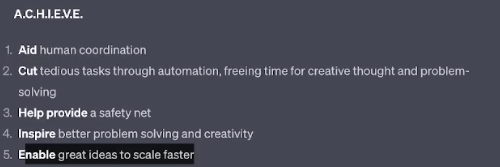 A.C.H.I.E.V.E.
1. Aid human coordination
2. Cut tedious tasks through automation, freeing time for creative thought and problem-
solving
3. Help provide a safety net
4. Inspire better problem solving and creativity
5. Enable great ideas to scale faster